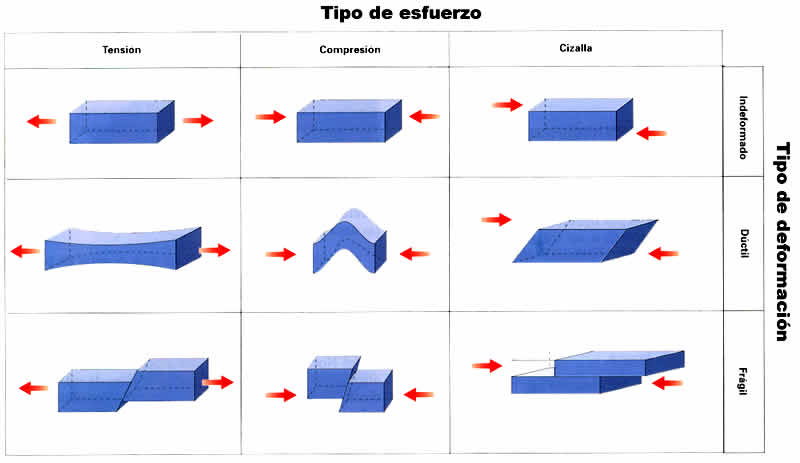 Tipo de esfuerzo
Tensión
Compresión
Cizalla
Indeformado
Dúctil
Frágil
Tipo de deformación